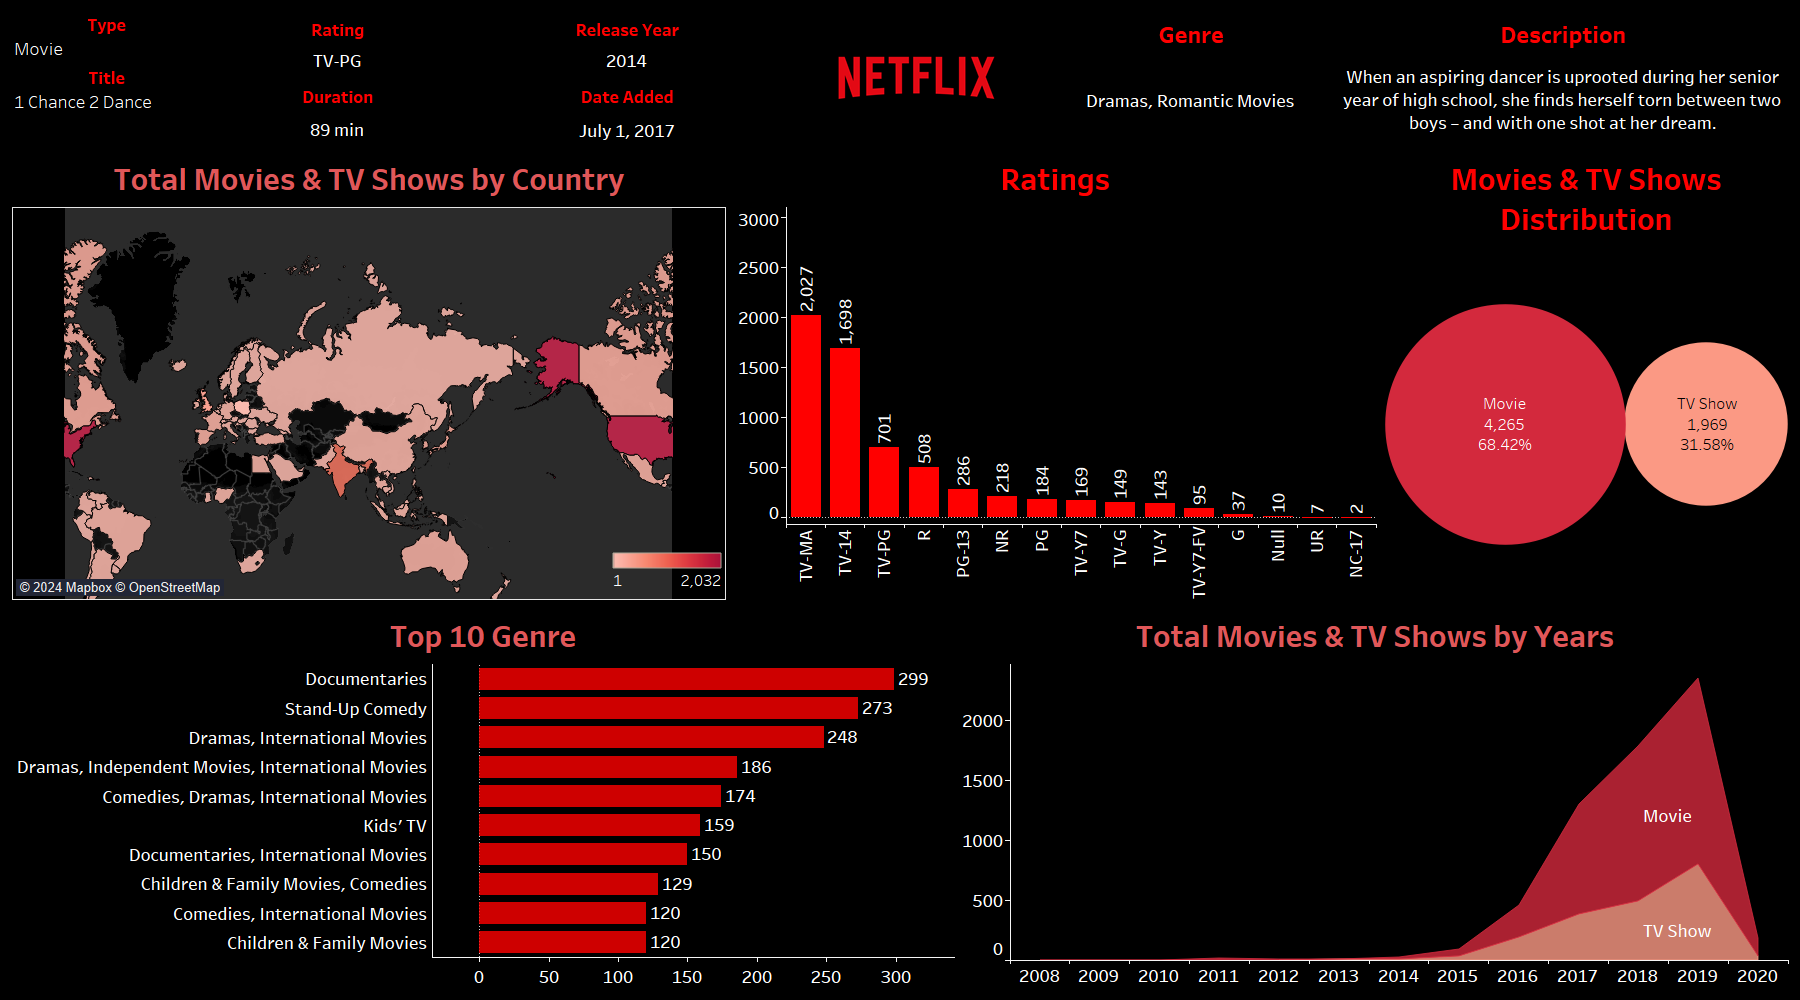 Type
Movie
Title
1 Chance 2 Dance
Rating
TV-PG
Duration
89 min
Release Year
2014
Date Added
July 1, 2017
NETFLIX
Genre
Dramas, Romantic Movies
Description
When an aspiring dancer is uprooted during her senior
year of high school, she finds herself torn between two
boys – and with one shot at her dream.
Total Movies & TV Shows by Country
1
2,032
© 2024 Mapbox © OpenStreetMap
Ratings
3000
2500
2000
1500
1000
500
0
2,027
1,698
701
508
286
218
184
169
149
143
95
37
10
7
2
TV-MA
TV-14
TV-PG
R
PG-13
NR
PG
TV-Y7
TV-G
TV-Y
TV-Y7-FV
G
Null
UR
NC-17
Movies & TV Shows
Distribution
Movie
4,265
68.42%
TV Show
1,969
31.58%
Top 10 Genre
Documentaries 299
Stand-Up Comedy 273
Dramas, International Movies 248
Dramas, Independent Movies, International Movies 186
Comedies, Dramas, International Movies 174
Kids’ TV 159
Documentaries, International Movies 150
Children & Family Movies, Comedies 129
Comedies, International Movies 120
Children & Family Movies 120
0 50 100 150 200 250 300
Total Movies & TV Shows by Years
2000
1500
1000
500
0
Movie
TV Show
2008 2009 2010 2011 2012 2013 2014 2015 2016 2017 2018 2019 2020